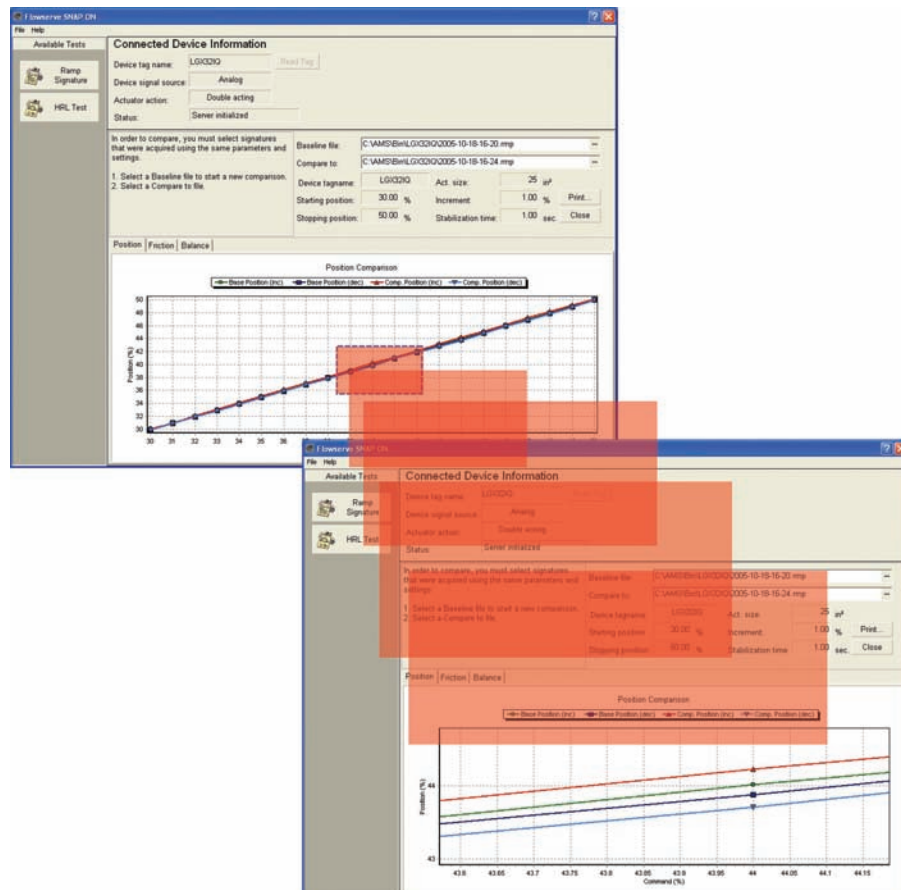 Flowserve SNAP-ON
File Help
Available Tests
Ramp Signature
HRL Test
Connected Device Information
Device tag name: LGX32IQ Read Tag
Device signal source: Analog
Actuator action: Double acting
Status: Server initialized
In order to compare, you must select signatures
that were acquired using the same parameters and
settings.
1. Select a Baseline file to start a new comparison.
2. Select a Compare to file.
Baseline file: C:\AMS\Bin\LGX32IQ\2005-10-18-16-20.rmp
Compare to: C:\AMS\Bin\LGX32IQ\2005-10-18-16-24.rmp
Device tagname: LGX32IQ Act. size: 25 in²
Starting position: 30.00 % Increment: 1.00 % Print...
Stopping position: 50.00 % Stabilization time: 1.00 sec. Close
Position Friction Balance
Position Comparison
Base Position (inc) Base Position (dec) Comp. Position (inc) Comp. Position (dec)
Position (%)
50
48
46
44
42
40
38
36
34
32
30
30 31 32 33 34 35 36 37 38
Flowserve SNAP-ON
File Help
Available Tests
Ramp Signature
HRL Test
Connected Device Information
Device tag name: LGX32IQ
Device signal source: Analog
Actuator action: Double acting
Status: Server initialized
In order to compare, you must select signatures
that were acquired using the same parameters and
settings.
1. Select a Baseline file to start a new comparison.
2. Select a Compare to file.
Baseline file: C:\AMS\Bin\LGX32IQ\2005-10-18-16-20.rmp
Compare to: C:\AMS\Bin\LGX32IQ\2005-10-18-16-24.rmp
Device tagname: LGX32IQ Act. size: 25 in²
Starting position: 30.00 % Increment: 1.00 % Print...
Stopping position: % Stabilization time: 1.00 sec. Close
Position Friction Balance
Position Comparison
Base Position (inc) Base Position (dec) Comp. Position (inc) Comp. Position (dec)
Position (%)
44
43
43.6 43.65 43.7 43.75 43.8 43.85 43.9 43.95 44 44.05 44.1 44.15
Command (%)